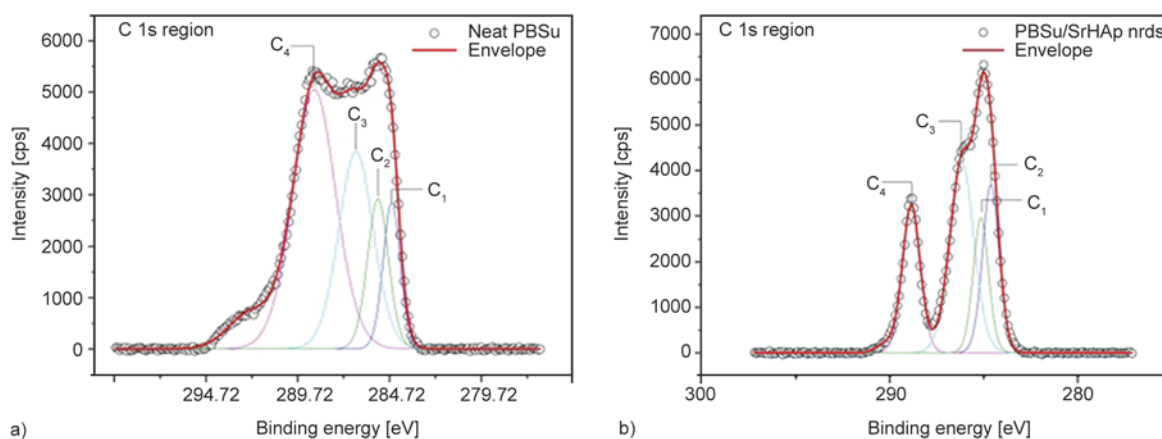 C 1s region
Neat PBSu
Envelope
C4
C3
C2
C1
6000
5000
4000
3000
2000
1000
0
Intensity [cps]
294.72
289.72
284.72
279.72
Binding energy [eV]
a)
C 1s region
PBSu/SrHAp nrds
Envelope
C3
C2
C4
C1
7000
6000
5000
4000
3000
2000
1000
0
Intensity [cps]
300
290
280
Binding energy [eV]
b)